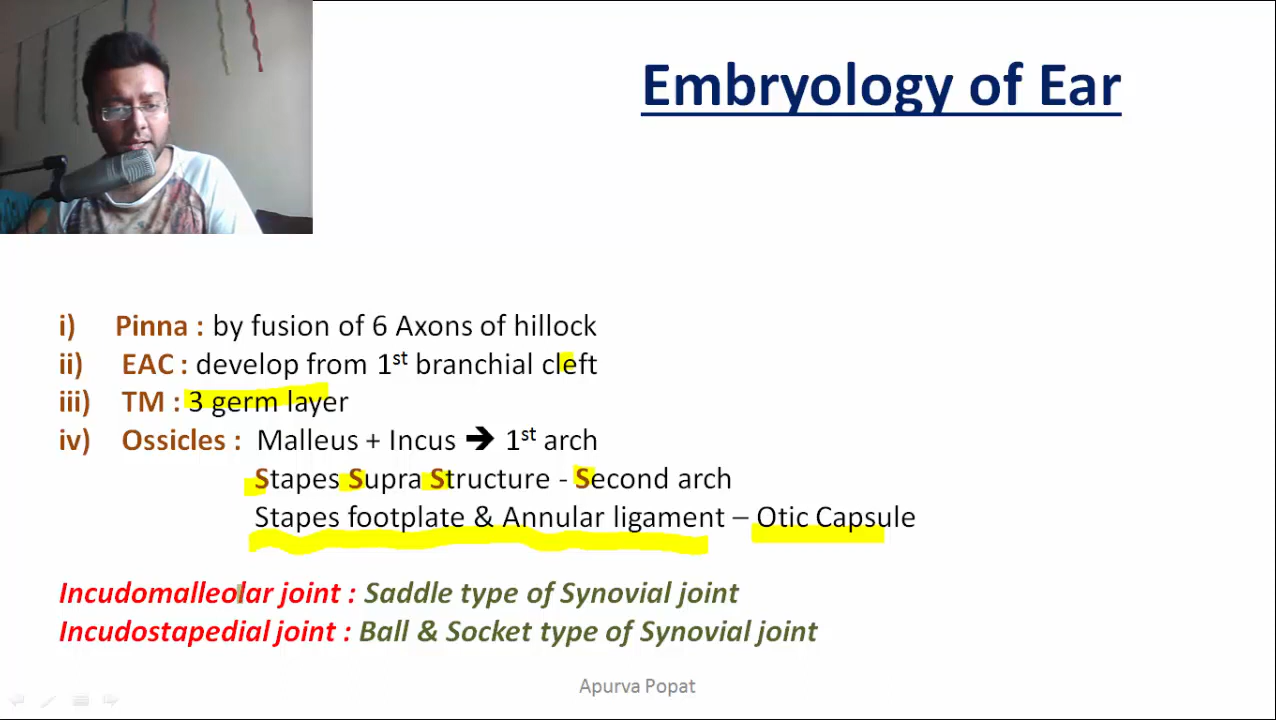 Embryology of Ear
i) Pinna : by fusion of 6 Axons of hillock
ii) EAC : develop from 1st branchial cleft
iii) TM : 3 germ layer
iv) Ossicles : Malleus + Incus ➔ 1st arch
Stapes Supra Structure - Second arch
Stapes footplate & Annular ligament – Otic Capsule
Incudomalleolar joint : Saddle type of Synovial joint
Incudostapedial joint : Ball & Socket type of Synovial joint
Apurva Popat